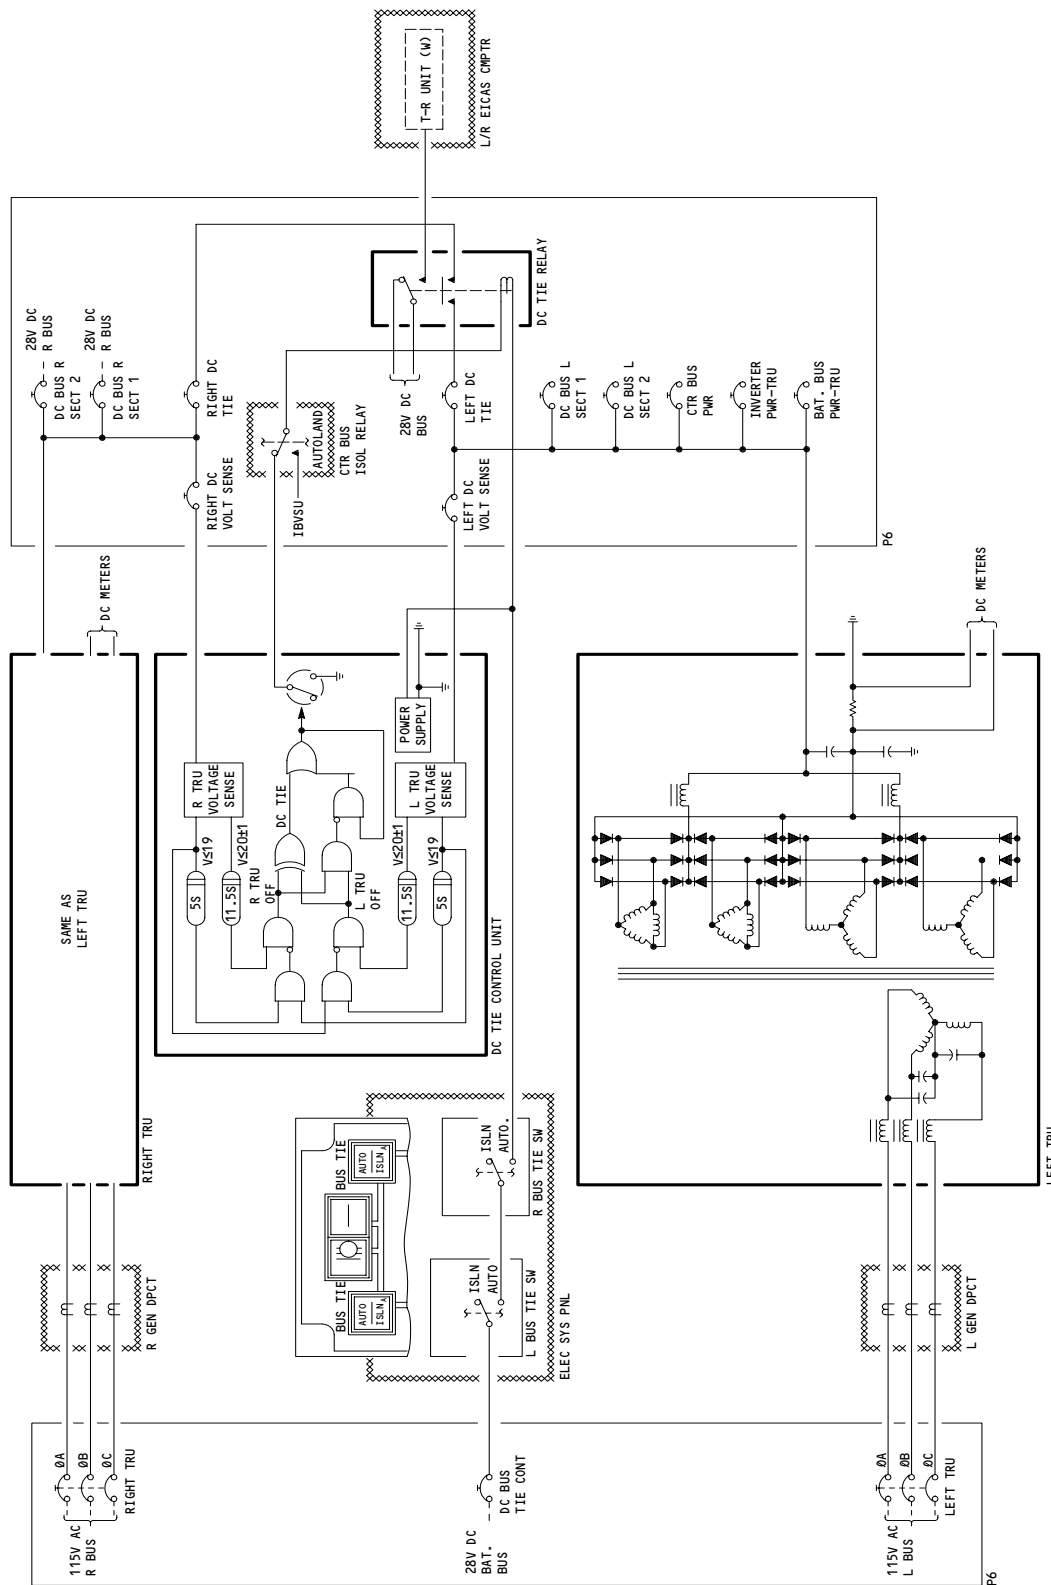 115V AC
R BUS
ØA
ØB
ØC
RIGHT TRU
R GEN DPCT
SAME AS
LEFT TRU
RIGHT TRU
DC METERS
28V DC
R BUS
DC BUS R
SECT 2
28V DC
R BUS
DC BUS R
SECT 1
RIGHT DC
VOLT SENSE
RIGHT DC
TIE
5S
V≤19
11.5S
V≤20±1
R TRU
VOLTAGE
SENSE
R TRU
OFF
DC TIE
L TRU
OFF
11.5S
V≤20±1
5S
V≤19
L TRU
VOLTAGE
SENSE
POWER
SUPPLY
DC TIE CONTROL UNIT
IBVSU
AUTOLAND
CTR BUS
ISOL RELAY
28V DC
BUS
LEFT DC
VOLT SENSE
LEFT DC
TIE
DC TIE RELAY
T-R UNIT (W)
L/R EICAS CMPTR
DC BUS L
SECT 1
DC BUS L
SECT 2
CTR BUS
PWR
INVERTER
PWR-TRU
BAT. BUS
PWR-TRU
P6
28V DC
BAT.
BUS
DC BUS
TIE CONT
BUS TIE
AUTO
ISLN
BUS TIE
AUTO
ISLN
ISLN
AUTO
L BUS TIE SW
ISLN
AUTO.
R BUS TIE SW
ELEC SYS PNL
115V AC
L BUS
ØA
ØB
ØC
LEFT TRU
L GEN DPCT
DC METERS
LEFT TRU
P6